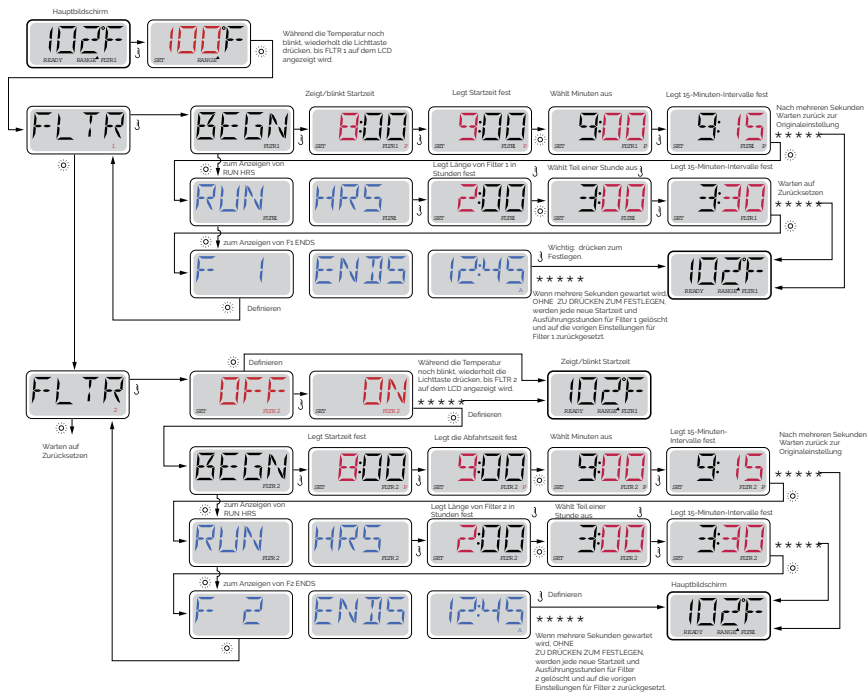 Hauptbildschirm
102°F
READY RANGE FLTR1
100°F
SET RANGE
Während die Temperatur noch
blinkt, wiederholt die Lichttaste
drücken, bis FLTR 1 auf dem LCD
angezeigt wird.
FLTR
1
BEGN
FLTR1
Zeigt/blinkt Startzeit
8:00
SET FLTR1 P
Legt Startzeit fest
9:00
SET FLTR1 P
Wählt Minuten aus
9:00
SET FLTR1 P
Legt 15-Minuten-Intervalle fest
9:15
SET FLTR1 P
Nach mehreren Sekunden
Warten zurück zur
Originaleinstellung
*****
zum Anzeigen von
RUN HRS
RUN
FLTR1
HRS
Legt Länge von Filter 1 in
Stunden fest
2:00
SET FLTR1
Wählt Teil einer Stunde aus
3:00
SET FLTR1
Legt 15-Minuten-Intervalle fest
3:30
SET FLTR1
Warten auf
Zurücksetzen
*****
zum Anzeigen von F1 ENDS
F 1
ENDS
12:45
A
Wichtig: drücken zum
Festlegen.
*****
Wenn mehrere Sekunden gewartet wird,
OHNE ZU DRÜCKEN ZUM FESTLEGEN,
werden jede neue Startzeit und
Ausführungsstunden für Filter 1 gelöscht
und auf die vorigen Einstellungen für
Filter 1 zurückgesetzt.
102°F
READY RANGE FLTR1
Definieren
FLTR
2
Warten auf
Zurücksetzen
Definieren
OFF
SET FLTR2
ON
SET FLTR2
Während die Temperatur
noch blinkt, wiederholt die
Lichttaste drücken, bis FLTR 2
auf dem LCD angezeigt wird.
*****
Definieren
Zeigt/blinkt Startzeit
102°F
READY RANGE FLTR1
BEGN
FLTR2
Legt Startzeit fest
8:00
SET FLTR2 P
Legt die Abfahrtszeit fest
9:00
SET FLTR2 P
Wählt Minuten aus
9:00
SET FLTR2 P
Legt 15-Minuten-
Intervalle fest
9:15
SET FLTR2 P
Nach mehreren Sekunden
Warten zurück zur
Originaleinstellung
*****
zum Anzeigen von
RUN HRS
RUN
FLTR2
HRS
FLTR2
Legt Länge von Filter 2 in
Stunden fest
2:00
SET FLTR2
Wählt Teil einer
Stunde aus
3:00
SET FLTR2
Legt 15-Minuten-Intervalle fest
3:30
SET FLTR2
*****
zum Anzeigen von F2 ENDS
F 2
ENDS
12:45
A
Definieren
*****
Wenn mehrere Sekunden gewartet
wird, OHNE
ZU DRÜCKEN ZUM FESTLEGEN,
werden jede neue Startzeit und
Ausführungsstunden für Filter
2 gelöscht und auf die vorigen
Einstellungen für Filter 2 zurückgesetzt.
Hauptbildschirm
102°F
READY RANGE FLTR1